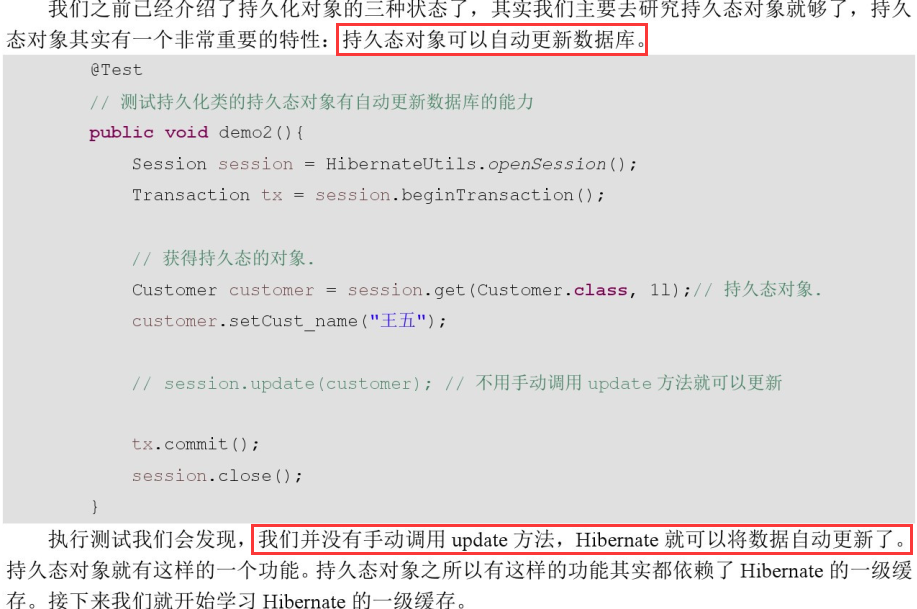 我们之前已经介绍了持久化对象的三种状态了，其实我们主要去研究持久态对象就够了，持久
态对象其实有一个非常重要的特性：持久态对象可以自动更新数据库。
@Test
// 测试持久化类的持久态对象有自动更新数据库的能力
public void demo2(){
Session session = HibernateUtils.openSession();
Transaction tx = session.beginTransaction();
// 获得持久态的对象.
Customer customer = session.get(Customer.class, 1l);// 持久态对象.
customer.setCust_name("王五");
// session.update(customer); // 不用手动调用 update 方法就可以更新
tx.commit();
session.close();
}
执行测试我们会发现，我们并没有手动调用 update 方法，Hibernate 就可以将数据自动更新了。
持久态对象就有这样的一个功能。持久态对象之所以有这样的功能其实都依赖了 Hibernate 的一级缓
存。接下来我们就开始学习 Hibernate 的一级缓存。